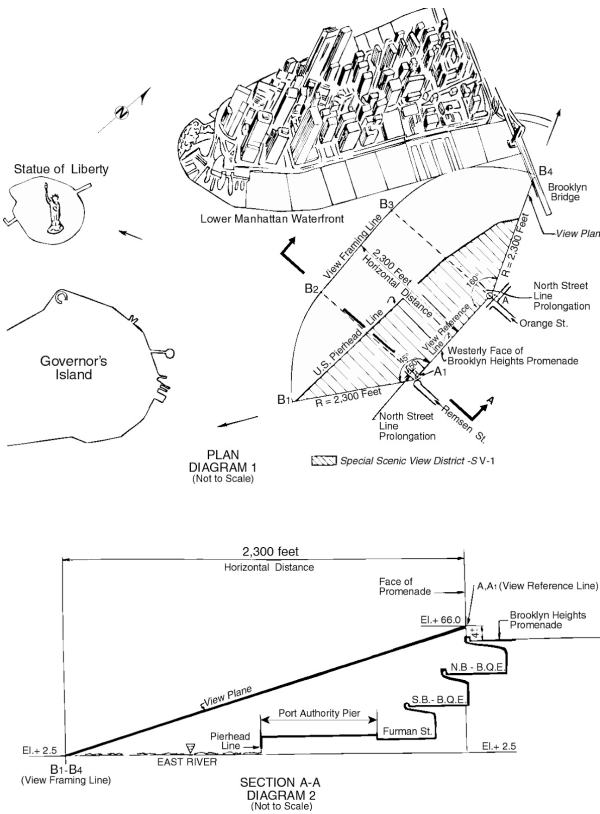 N
Statue of Liberty
Lower Manhattan Waterfront
B4
Brooklyn
Bridge
View Plan
B3
View Framing Line
2,300 Feet
Horizontal Distance
R = 2,300 Feet
160°
A
North Street
Line
Prolongation
Orange St.
B2
U.S. Pierhead Line
View Reference
Line
Westerly Face of
Brooklyn Heights Promenade
45°
A1
Governor's
Island
B1
R = 2,300 Feet
North Street
Line
Prolongation
Remsen St.
A
PLAN
DIAGRAM 1
(Not to Scale)
Special Scenic View District -S V-1
2,300 feet
Horizontal Distance
Face of
Promenade
A,A1 (View Reference Line)
El.+ 66.0
4'
Brooklyn Heights
Promenade
N.B - B.Q.E.
View Plane
S.B.- B.Q.E.
Port Authority Pier
Pierhead
Line
Furman St.
El.+ 2.5
El.+ 2.5
EAST RIVER
B1-B4
(View Framing Line)
SECTION A-A
DIAGRAM 2
(Not to Scale)